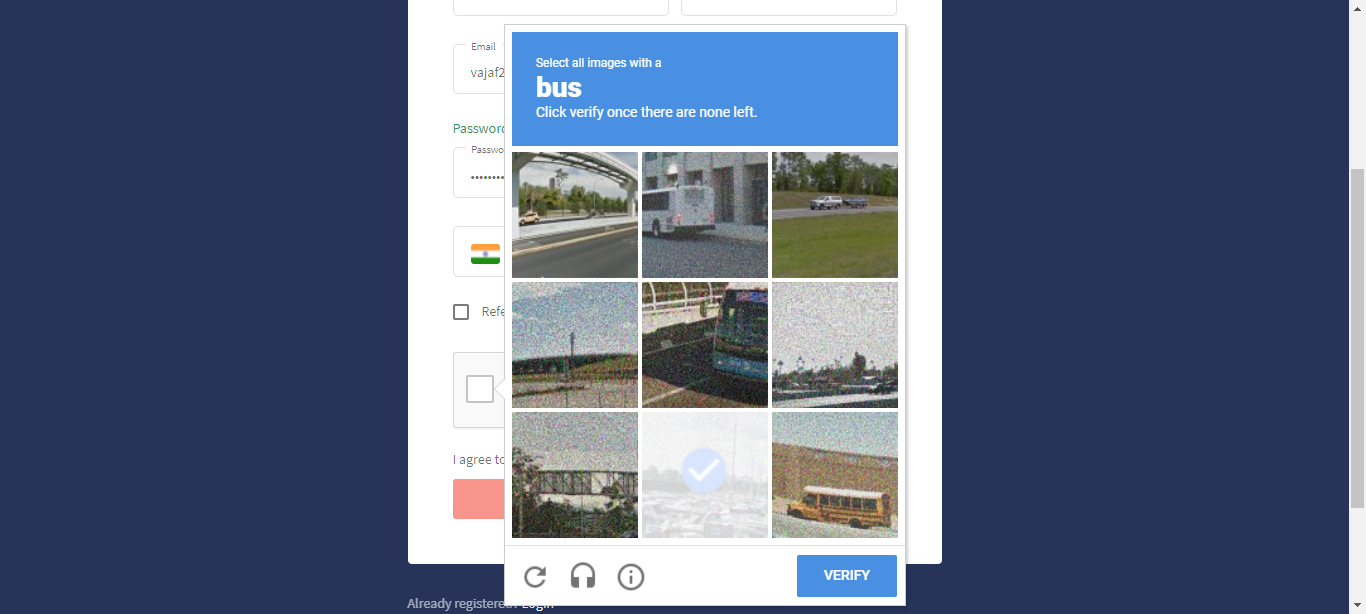 Email
vajaf2
Password
Passwo
Select all images with a
bus
Click verify once there are none left.
Refe
I agree to
VERIFY
Already registered? Login